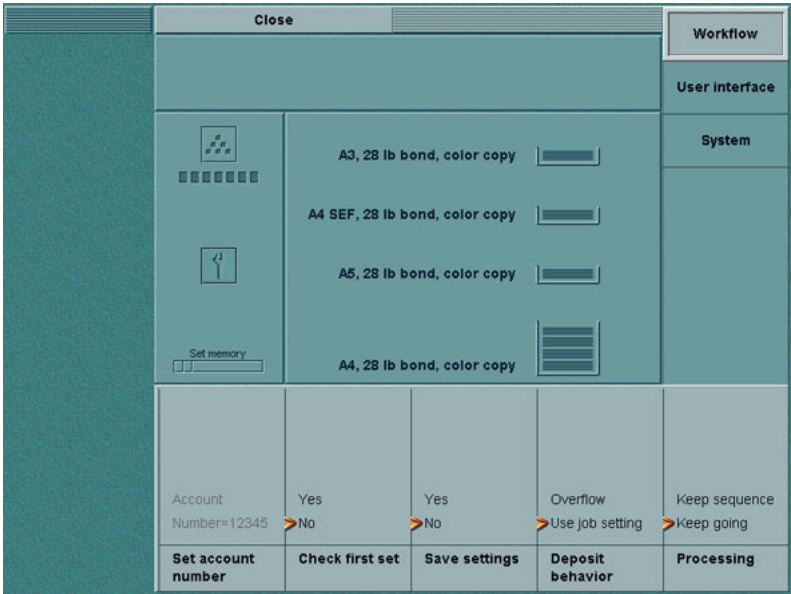 Close
Workflow
User interface
System
A3, 28 lb bond, color copy
A4 SEF, 28 lb bond, color copy
A5, 28 lb bond, color copy
Set memory
A4, 28 lb bond, color copy
Account
Number=12345
Yes
No
Yes
No
Overflow
Use job setting
Keep sequence
Keep going
Set account
number
Check first set
Save settings
Deposit
behavior
Processing